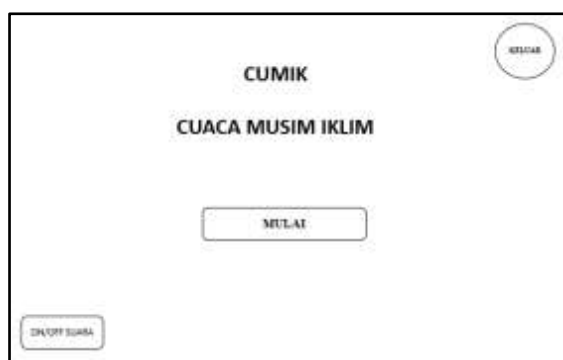 KELUAR
CUMIK
CUACA MUSIM IKLIM
MULAI
ON/OFF SUARA